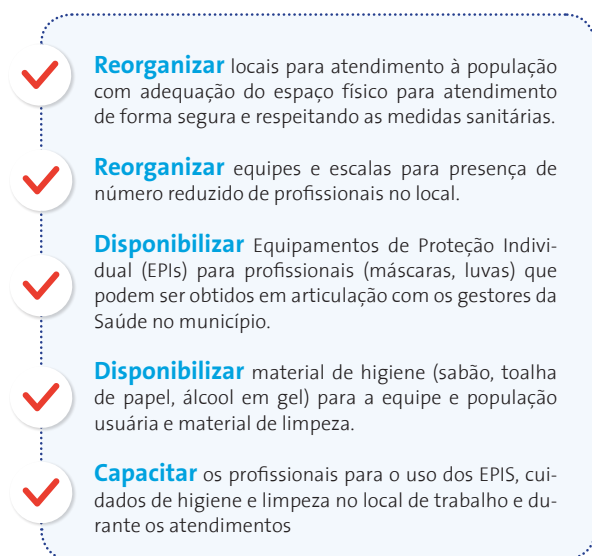 Reorganizar locais para atendimento à população
com adequação do espaço físico para atendimento
de forma segura e respeitando as medidas sanitárias.
Reorganizar equipes e escalas para presença de
número reduzido de profissionais no local.
Disponibilizar Equipamentos de Proteção Indivi-
dual (EPIs) para profissionais (máscaras, luvas) que
podem ser obtidos em articulação com os gestores da
Saúde no município.
Disponibilizar material de higiene (sabão, toalha
de papel, álcool em gel) para a equipe e população
usuária e material de limpeza.
Capacitar os profissionais para o uso dos EPIS, cui-
dados de higiene e limpeza no local de trabalho e du-
rante os atendimentos